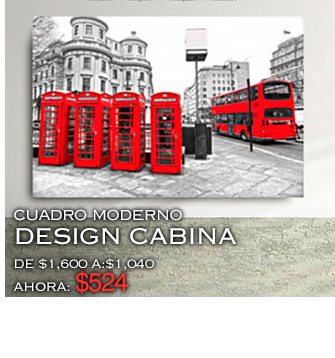 CUADRO MODERNO
DESIGN CABINA
DE $1,600 A:$1,040
AHORA: $524